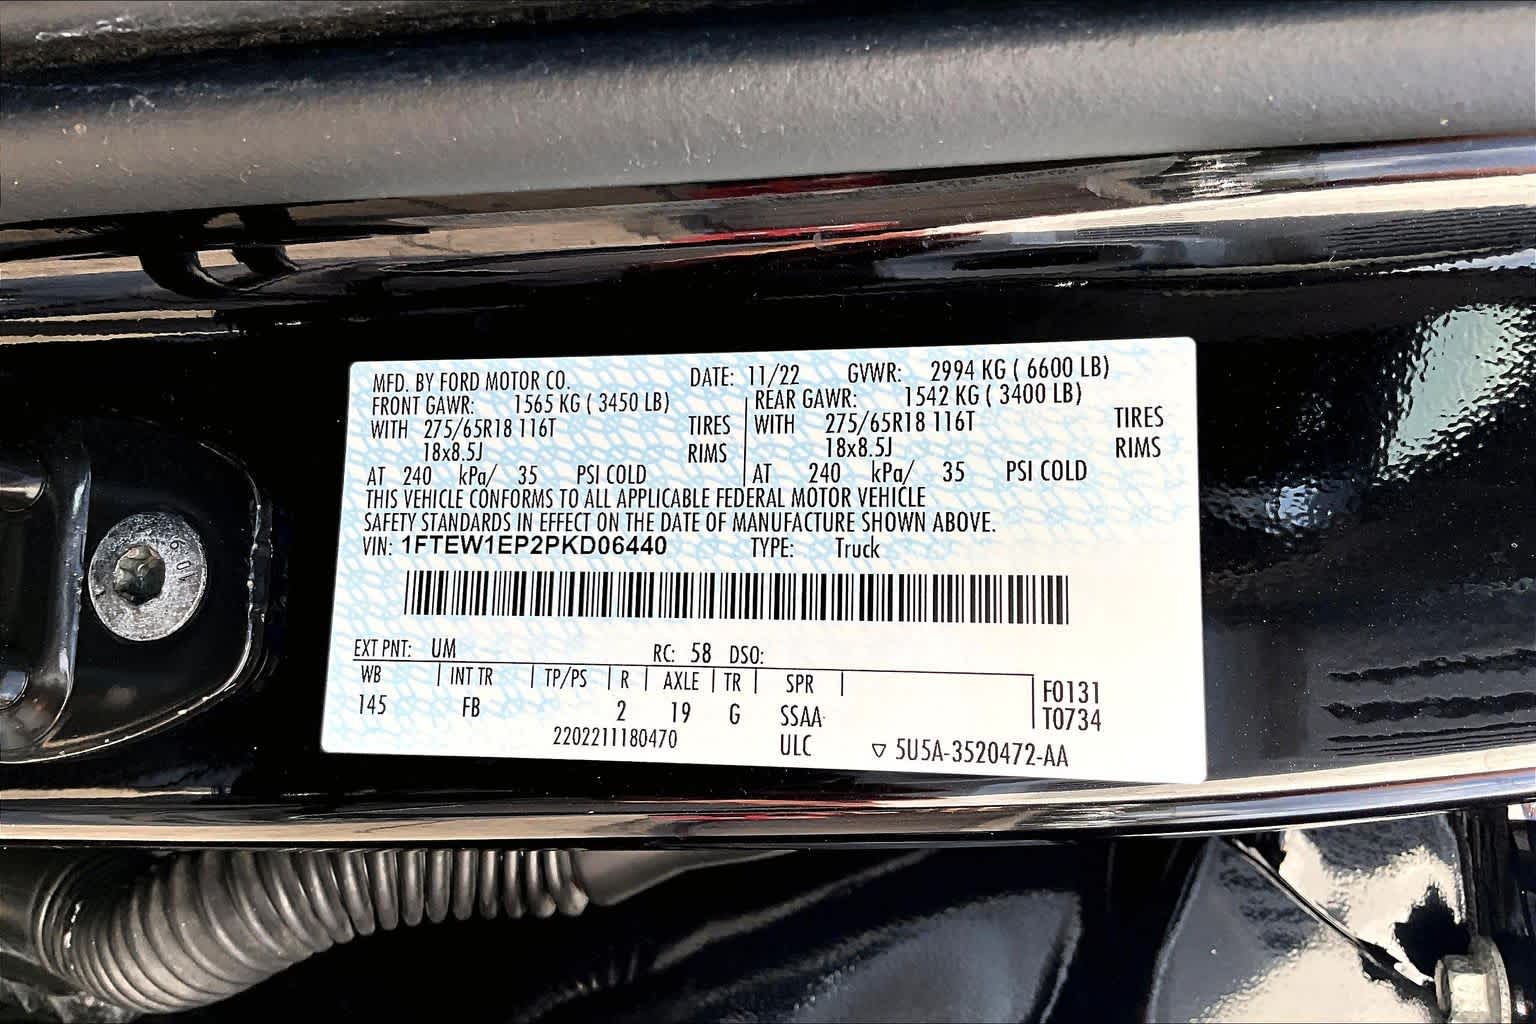 MFD. BY FORD MOTOR CO. DATE: 11/22 GVWR: 2994 KG ( 6600 LB)
FRONT GAWR: 1565 KG ( 3450 LB) REAR GAWR: 1542 KG ( 3400 LB)
WITH 275/65R18 116T TIRES WITH 275/65R18 116T TIRES
18x8.5J RIMS 18x8.5J RIMS
AT 240 kPa/ 35 PSI COLD AT 240 kPa/ 35 PSI COLD
THIS VEHICLE CONFORMS TO ALL APPLICABLE FEDERAL MOTOR VEHICLE
SAFETY STANDARDS IN EFFECT ON THE DATE OF MANUFACTURE SHOWN ABOVE.
VIN: 1FTEW1EP2PKD06440 TYPE: Truck
EXT PNT: UM RC: 58 DSO:
WB INT TR TP/PS R AXLE TR SPR F0131
145 FB 2 19 G SSAA T0734
2202211180470 ULC ▽ 5U5A-3520472-AA